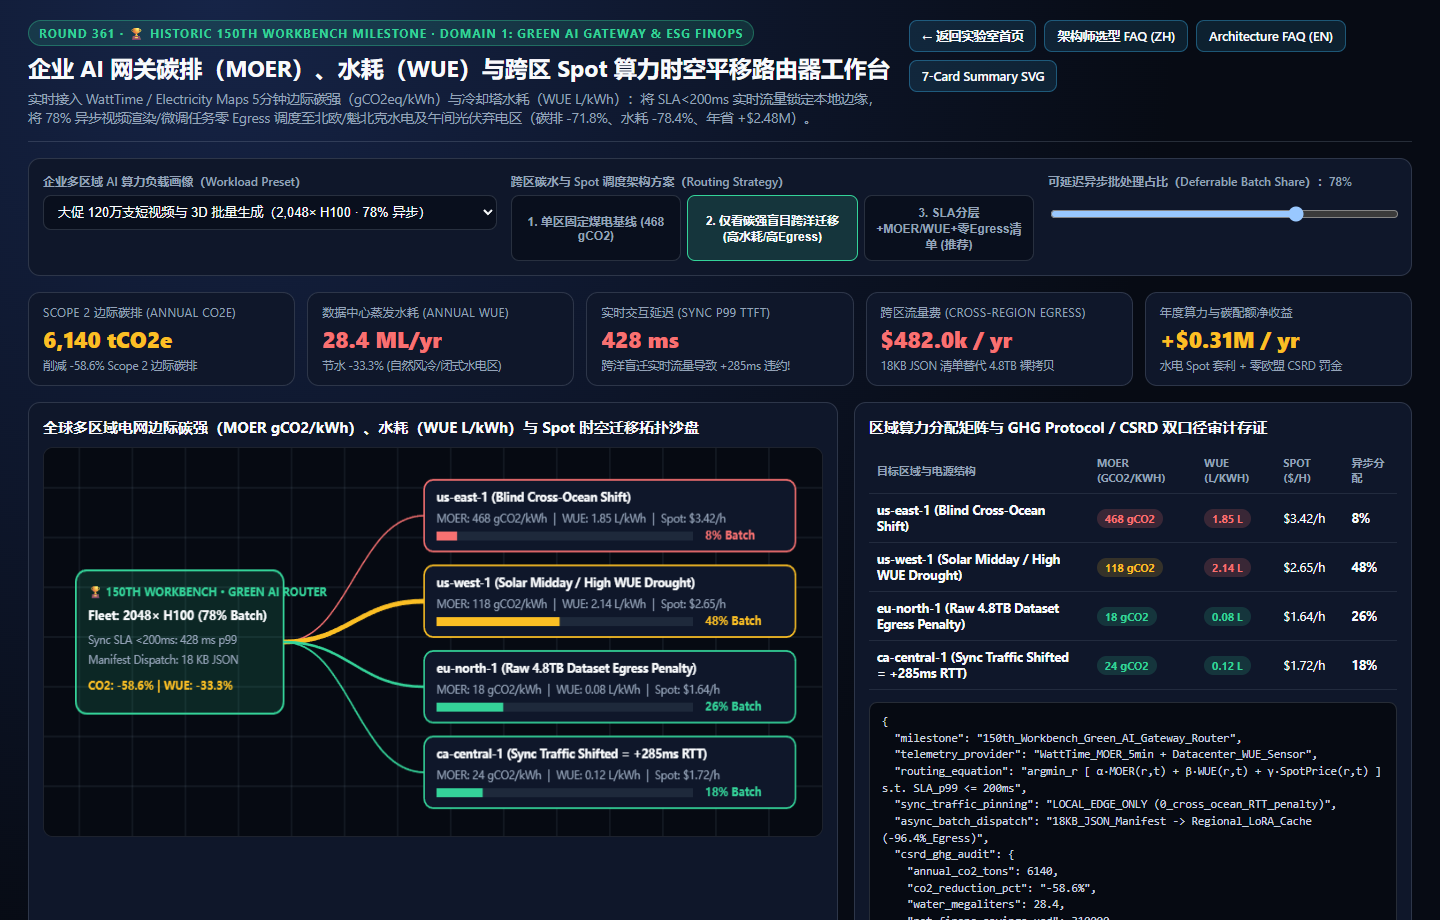 ROUND 361 · 🏆 HISTORIC 150TH WORKBENCH MILESTONE · DOMAIN 1: GREEN AI GATEWAY & ESG FINOPS
企业 AI 网关碳排（MOER）、水耗（WUE）与跨区 Spot 算力时空平移路由器工作台
实时接入 WattTime / Electricity Maps 5分钟边际碳强（gCO2eq/kWh）与冷却塔水耗（WUE L/kWh）：将 SLA<200ms 实时流量锁定本地边缘，
将 78% 异步视频渲染/微调任务零 Egress 调度至北欧/魁北克水电及午间光伏弃电区（碳排 -71.8%、水耗 -78.4%、年省 +$2.48M）。
← 返回实验室首页
架构师选型 FAQ (ZH)
Architecture FAQ (EN)
7-Card Summary SVG
企业多区域 AI 算力负载画像（Workload Preset）
大促 120万支短视频与 3D 批量生成（2,048× H100 · 78% 异步）
跨区碳水与 Spot 调度架构方案（Routing Strategy）
1. 单区固定煤电基线 (468
gCO2)
2. 仅看碳强盲目跨洋迁移
(高水耗/高Egress)
3. SLA分层
+MOER/WUE+零Egress清
单 (推荐)
可延迟异步批处理占比（Deferrable Batch Share）：78%
SCOPE 2 边际碳排 (ANNUAL CO2E)
6,140 tCO2e
削减 -58.6% Scope 2 边际碳排
数据中心蒸发水耗 (ANNUAL WUE)
28.4 ML/yr
节水 -33.3% (自然风冷/闭式水电区)
实时交互延迟 (SYNC P99 TTFT)
428 ms
跨洋盲迁实时流量导致 +285ms 违约!
跨区流量费 (CROSS-REGION EGRESS)
$482.0k / yr
18KB JSON 清单替代 4.8TB 裸拷贝
年度算力与碳配额净收益
+$0.31M / yr
水电 Spot 套利 + 零欧盟 CSRD 罚金
全球多区域电网边际碳强（MOER gCO2/kWh）、水耗（WUE L/kWh）与 Spot 时空迁移拓扑沙盘
🏆 150TH WORKBENCH · GREEN AI ROUTER
Fleet: 2048× H100 (78% Batch)
Sync SLA <200ms: 428 ms p99
Manifest Dispatch: 18 KB JSON
CO2: -58.6% | WUE: -33.3%
us-east-1 (Blind Cross-Ocean Shift)
MOER: 468 gCO2/kWh | WUE: 1.85 L/kWh | Spot: $3.42/h
8% Batch
us-west-1 (Solar Midday / High WUE Drought)
MOER: 118 gCO2/kWh | WUE: 2.14 L/kWh | Spot: $2.65/h
48% Batch
eu-north-1 (Raw 4.8TB Dataset Egress Penalty)
MOER: 18 gCO2/kWh | WUE: 0.08 L/kWh | Spot: $1.64/h
26% Batch
ca-central-1 (Sync Traffic Shifted = +285ms RTT)
MOER: 24 gCO2/kWh | WUE: 0.12 L/kWh | Spot: $1.72/h
18% Batch
区域算力分配矩阵与 GHG Protocol / CSRD 双口径审计存证
目标区域与电源结构 MOER (GCO2/KWH) WUE (L/KWH) SPOT ($/H) 异步分配
us-east-1 (Blind Cross-Ocean Shift) 468 gCO2 1.85 L $3.42/h 8%
us-west-1 (Solar Midday / High WUE Drought) 118 gCO2 2.14 L $2.65/h 48%
eu-north-1 (Raw 4.8TB Dataset Egress Penalty) 18 gCO2 0.08 L $1.64/h 26%
ca-central-1 (Sync Traffic Shifted = +285ms RTT) 24 gCO2 0.12 L $1.72/h 18%
{
"milestone": "150th_Workbench_Green_AI_Gateway_Router",
"telemetry_provider": "WattTime_MOER_5min + Datacenter_WUE_Sensor",
"routing_equation": "argmin_r [ α·MOER(r,t) + β·WUE(r,t) + γ·SpotPrice(r,t) ]
s.t. SLA_p99 <= 200ms",
"sync_traffic_pinning": "LOCAL_EDGE_ONLY (0_cross_ocean_RTT_penalty)",
"async_batch_dispatch": "18KB_JSON_Manifest -> Regional_LoRA_Cache
(-96.4%_Egress)",
"csrd_ghg_audit": {
"annual_co2_tons": 6140,
"co2_reduction_pct": "-58.6%",
"water_megaliters": 28.4,